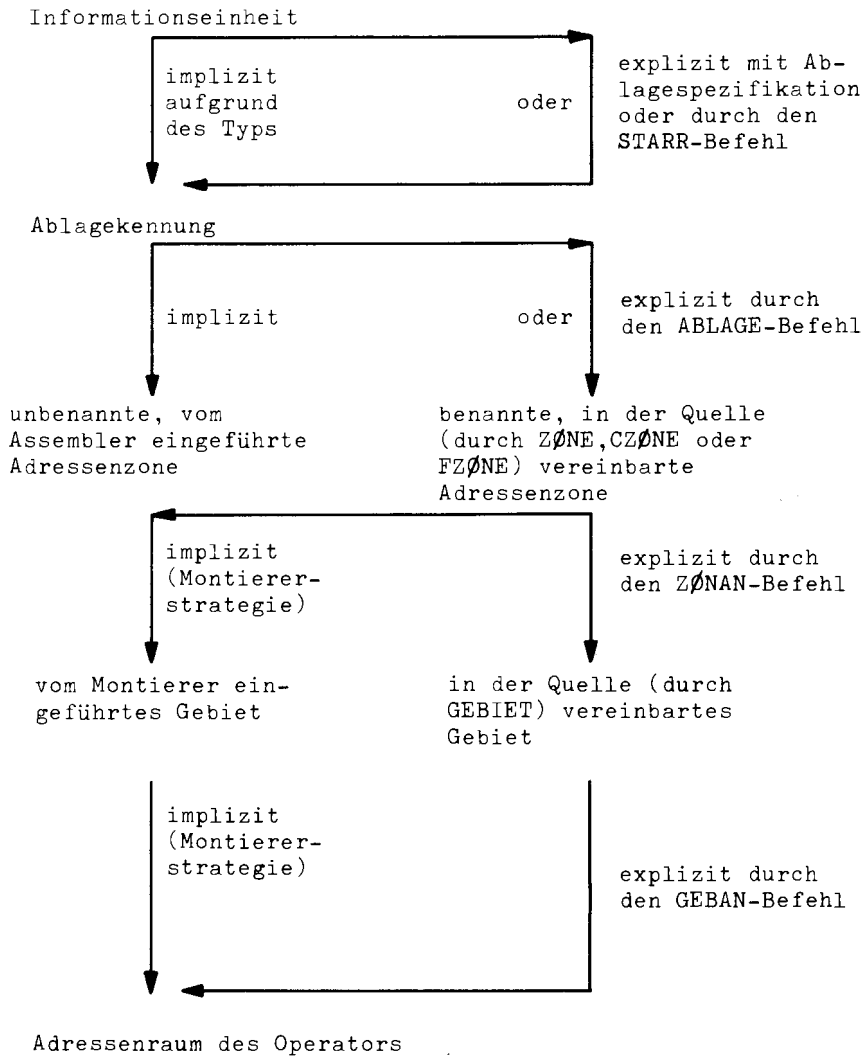 Informationseinheit
implizit
aufgrund
des Typs
oder
explizit mit Ab-
lagespezifikation
oder durch den
STARR-Befehl
Ablagekennung
implizit
oder
explizit durch
den ABLAGE-Befehl
unbenannte, vom
Assembler eingeführte
Adressenzone
benannte, in der Quelle
(durch ZØNE,CZØNE oder
FZØNE) vereinbarte
Adressenzone
implizit
(Montierer-
strategie)
explizit durch
den ZØNAN-Befehl
vom Montierer ein-
geführtes Gebiet
in der Quelle (durch
GEBIET) vereinbartes
Gebiet
implizit
(Montierer-
strategie)
explizit durch
den GEBAN-Befehl
Adressenraum des Operators